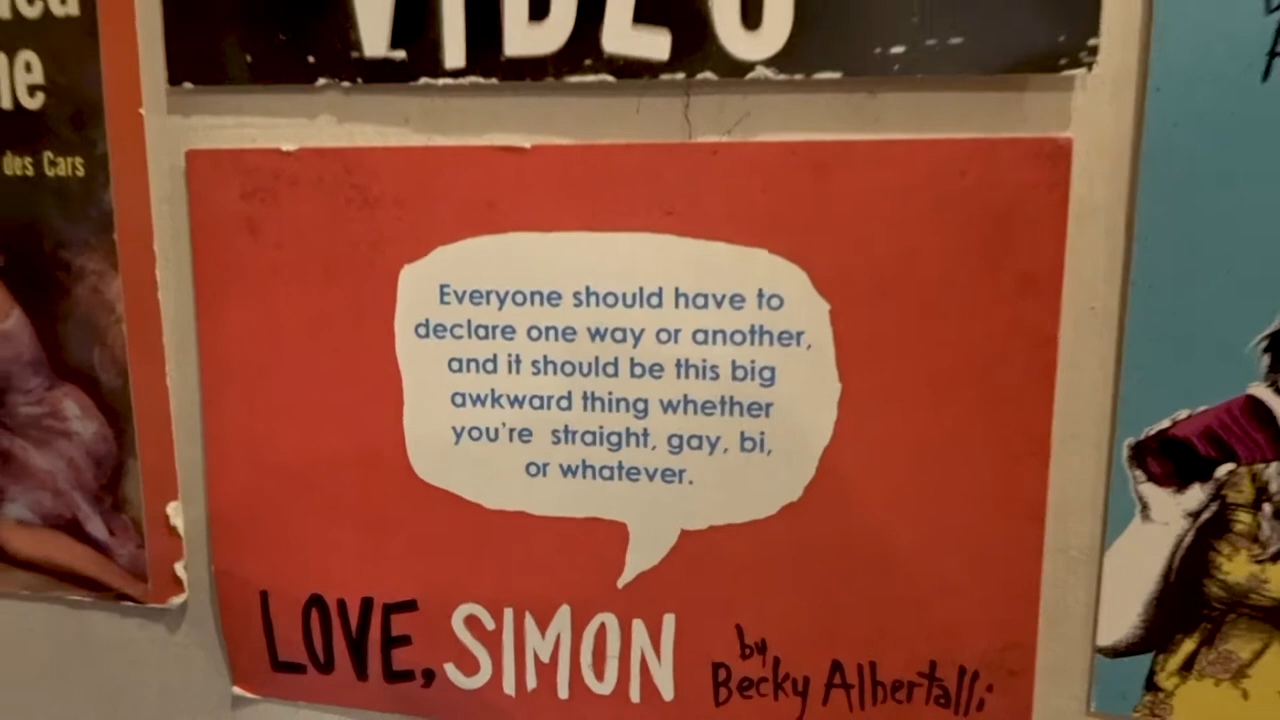 des Cars
VIDEO
Everyone should have to
declare one way or another,
and it should be this big
awkward thing whether
you're straight, gay, bi,
or whatever.
LOVE, SIMON
by
Becky Albertalli